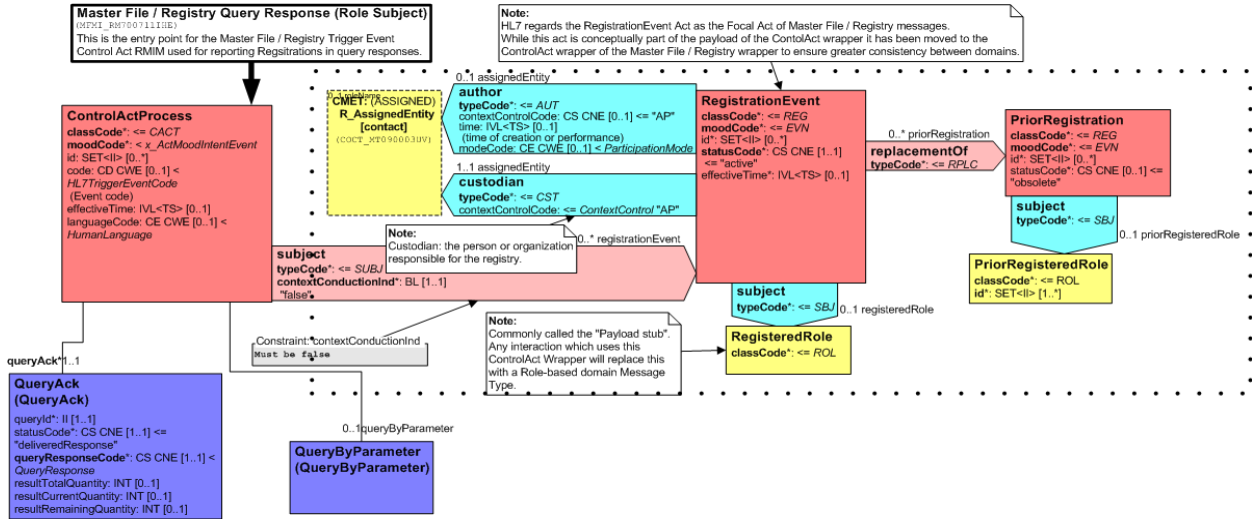 Master File / Registry Query Response (Role Subject)
(MFMI_RM700711IHE)
This is the entry point for the Master File / Registry Trigger Event
Control Act RMIM used for reporting Regsitrations in query responses.
Note:
HL7 regards the RegistrationEvent Act as the Focal Act of Master File / Registry messages.
While this act is conceptually part of the payload of the ContolAct wrapper it has been moved to the
ControlAct wrapper of the Master File / Registry wrapper to ensure greater consistency between domains.
ControlActProcess
classCode*: <= CACT
moodCode*: < x_ActMoodIntentEvent
id: SET<II> [0..*]
code: CD CWE [0..1] <
HL7TriggerEventCode
(Event code)
effectiveTime: IVL<TS> [0..1]
languageCode: CE CWE [0..1] <
HumanLanguage
CMET: (ASSIGNED)
R_AssignedEntity
[contact]
(COCT_MT090003UV)
0..1 assignedEntity
author
typeCode*: <= AUT
contextControlCode: CS CNE [0..1] <= "AP"
time: IVL<TS> [0..1]
(time of creation or performance)
modeCode: CE CWE [0..1] < ParticipationMode
1..1 assignedEntity
custodian
typeCode*: <= CST
contextControlCode: <= ContextControl "AP"
Note:
Custodian: the person or organization
responsible for the registry.
RegistrationEvent
classCode*: <= REG
moodCode*: <= EVN
id*: SET<II> [0..*]
statusCode*: CS CNE [1..1]
<= "active"
effectiveTime*: IVL<TS> [0..1]
0..* priorRegistration
replacementOf
typeCode*: <= RPLC
PriorRegistration
classCode*: <= REG
moodCode*: <= EVN
id*: SET<II> [0..*]
statusCode*: CS CNE [0..1] <=
"obsolete"
subject
typeCode*: <= SBJ
0..1 priorRegisteredRole
PriorRegisteredRole
classCode*: <= ROL
id*: SET<II> [1..*]
0..* registrationEvent
subject
typeCode*: <= SUBJ
contextConductionInd*: BL [1..1]
"false"
subject
typeCode*: <= SBJ
0..1 registeredRole
RegisteredRole
classCode*: <= ROL
Note:
Commonly called the "Payload stub".
Any interaction which uses this
ControlAct Wrapper will replace this
with a Role-based domain Message
Type.
Constraint: contextConductionInd
Must be false
queryAck*1..1
QueryAck
(QueryAck)
queryId*: II [1..1]
statusCode*: CS CNE [1..1] <=
"deliveredResponse"
queryResponseCode*: CS CNE [1..1] <
QueryResponse
resultTotalQuantity: INT [0..1]
resultCurrentQuantity: INT [0..1]
resultRemainingQuantity: INT [0..1]
0..1queryByParameter
QueryByParameter
(QueryByParameter)